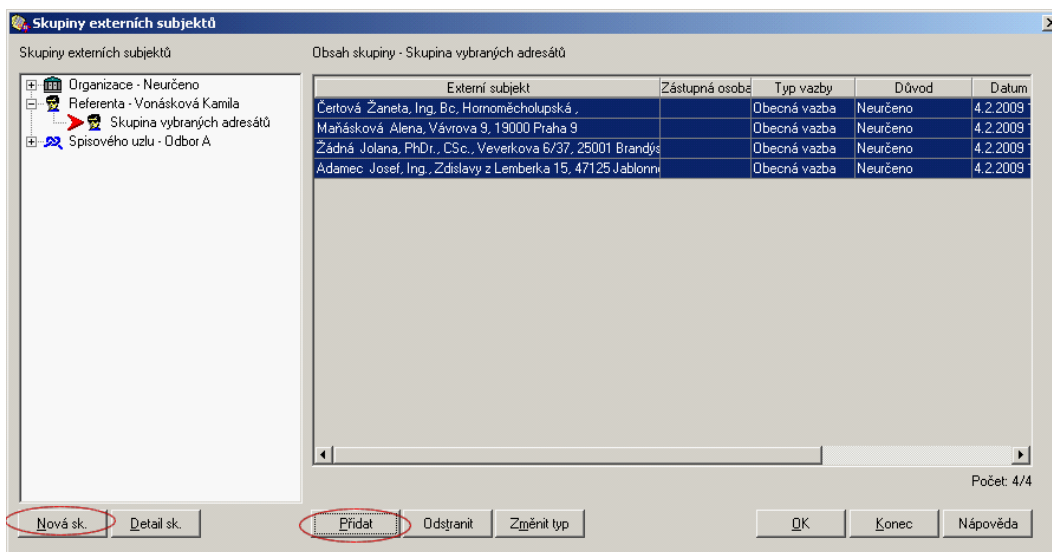 Skupiny externích subjektů
Skupiny externích subjektů
Obsah skupiny - Skupina vybraných adresátů
Organizace - Neurčeno
Referenta - Vonásková Kamila
Skupina vybraných adresátů
Spisového uzlu - Odbor A
Externí subjekt Zástupná osoba Typ vazby Důvod Datum
Čertová Žaneta, Ing, Bc, Hornoměcholupská , Obecná vazba Neurčeno 4.2.2009
Maňásková Alena, Vávrova 9, 19000 Praha 9 Obecná vazba Neurčeno 4.2.2009
Žádná Jolana, PhDr., CSc., Veverkova 6/37, 25001 Brandýs Obecná vazba Neurčeno 4.2.2009
Adamec Josef, Ing., Zdislavy z Lemberka 15, 47125 Jablonn Obecná vazba Neurčeno 4.2.2009
Počet: 4/4
Nová sk. Detail sk. Přidat Odstranit Změnit typ OK Konec Nápověda